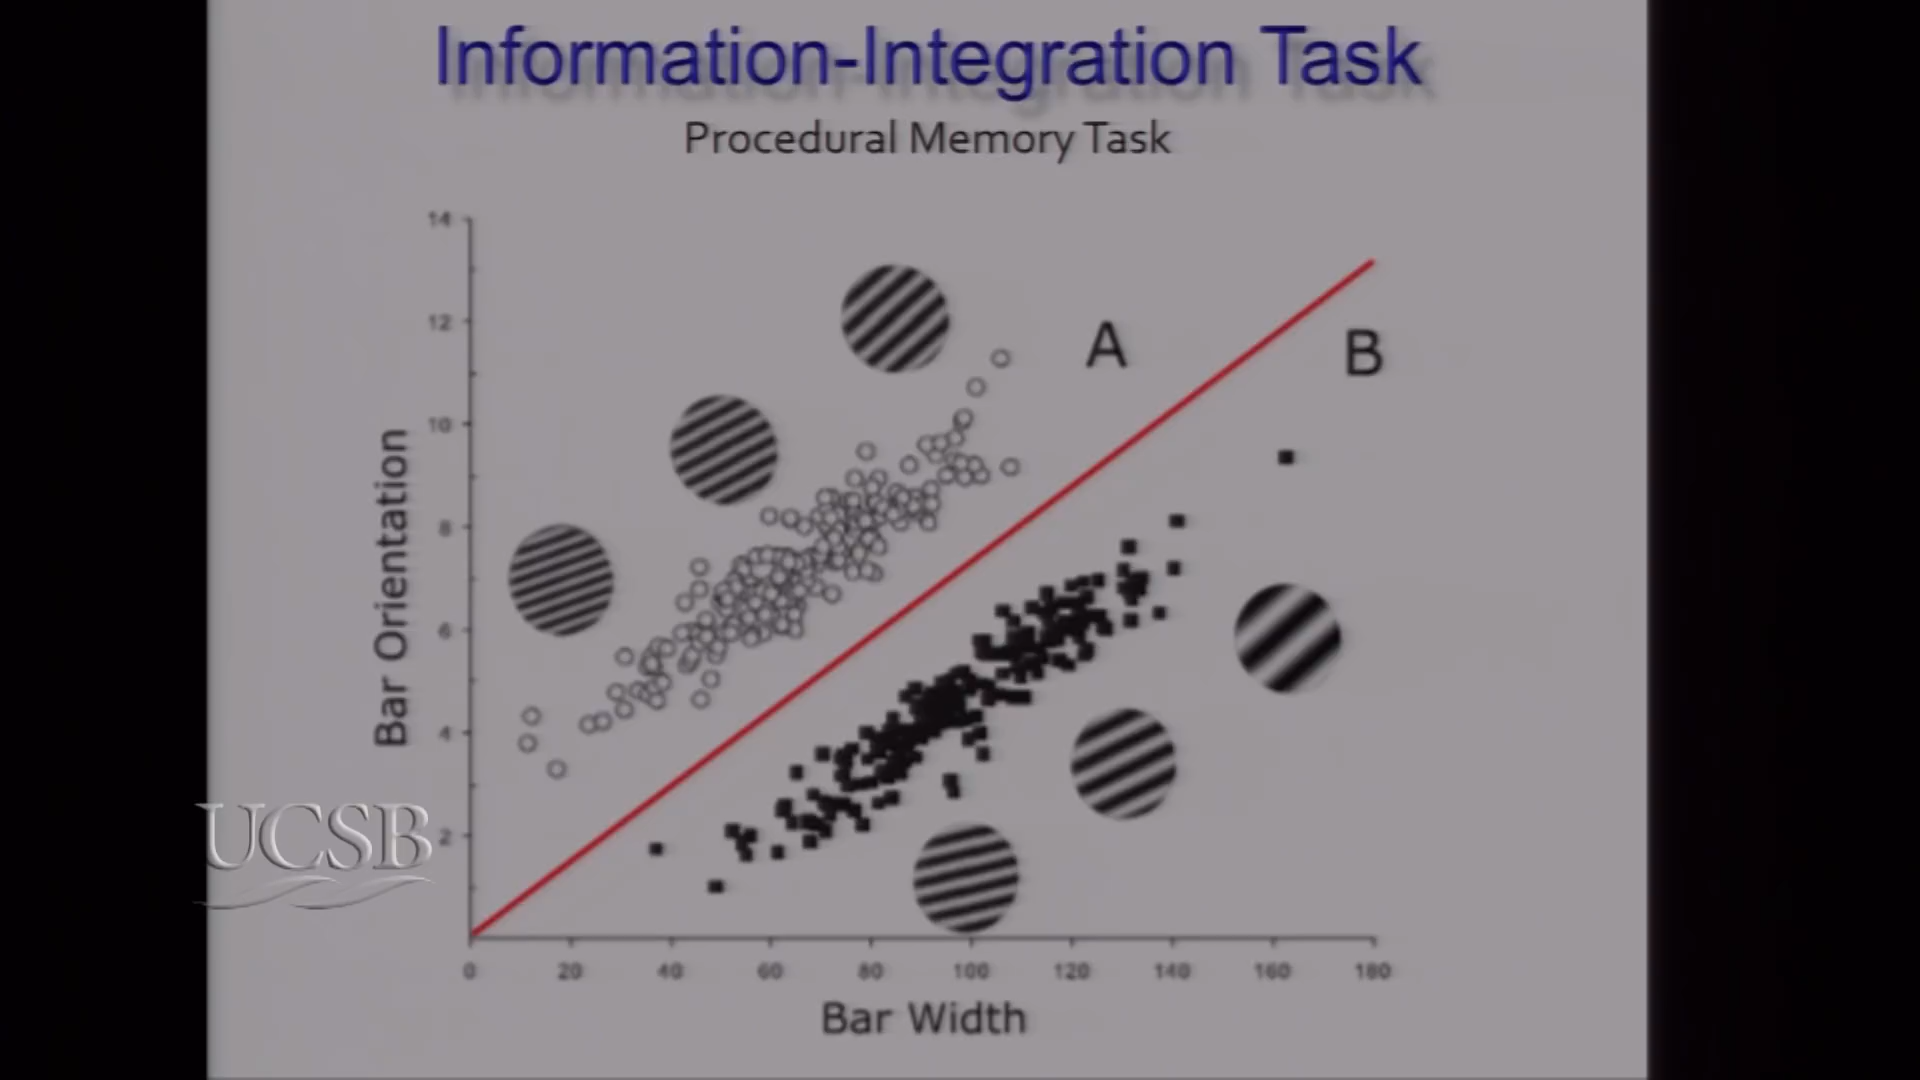 Information-Integration Task
Procedural Memory Task
14
12
10
8
6
4
2
Bar Orientation
A
B
UCSB
0 20 40 60 80 100 120 140 160 180
Bar Width